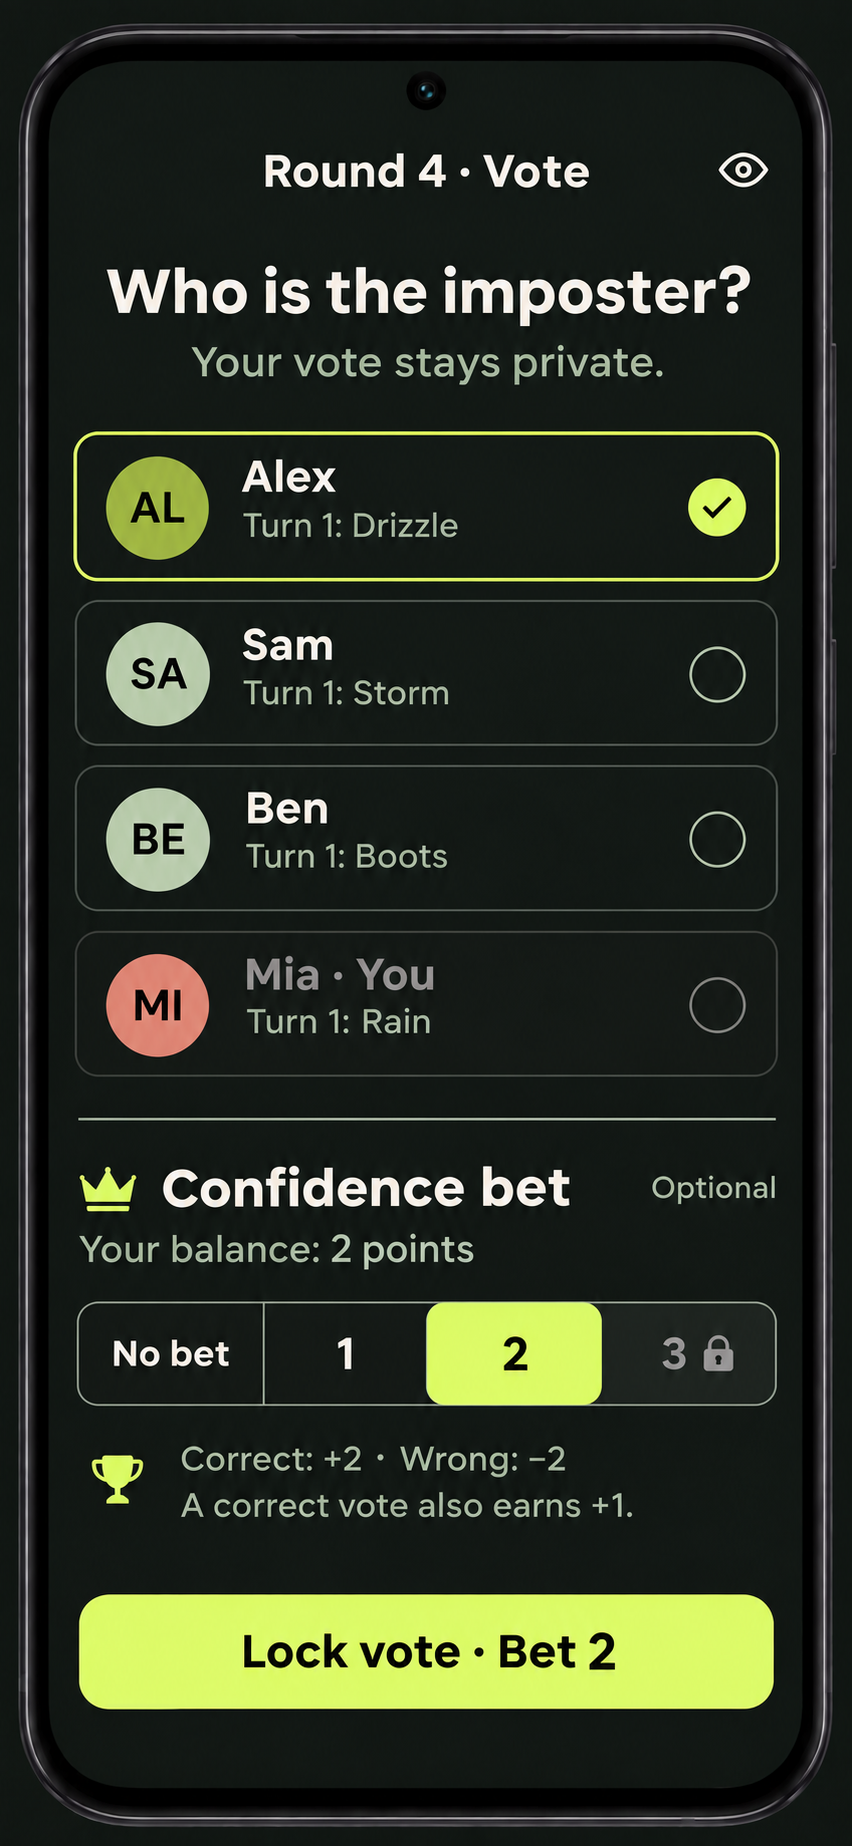 Round 4 · Vote
Who is the imposter?
Your vote stays private.
AL
Alex
Turn 1: Drizzle
SA
Sam
Turn 1: Storm
BE
Ben
Turn 1: Boots
MI
Mia · You
Turn 1: Rain
Confidence bet
Optional
Your balance: 2 points
No bet
1
2
3
Correct: +2 · Wrong: −2
A correct vote also earns +1.
Lock vote · Bet 2